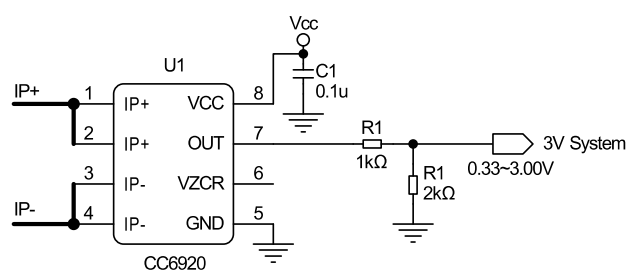 Vcc
U1
C1
0.1u
IP+
1 IP+ VCC 8
2 IP+ OUT 7
R1
1kΩ
3V System
0.33~3.00V
3 IP- VZCR 6
R1
2kΩ
IP-
4 IP- GND 5
CC6920